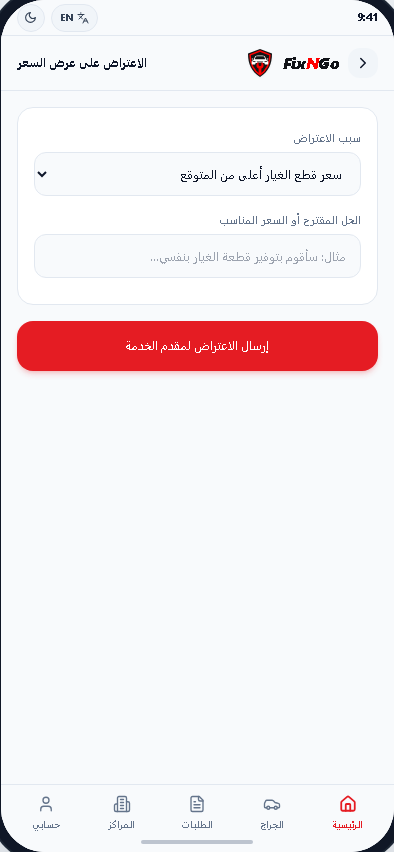 9:41
EN
FixNGo
الاعتراض على عرض السعر
سبب الاعتراض
سعر قطع الغيار أعلى من المتوقع
الحل المقترح أو السعر المناسب
مثال: سأقوم بتوفير قطعة الغيار بنفسي...
إرسال الاعتراض لمقدم الخدمة
الرئيسية
الجراج
الطلبات
المراكز
حسابي